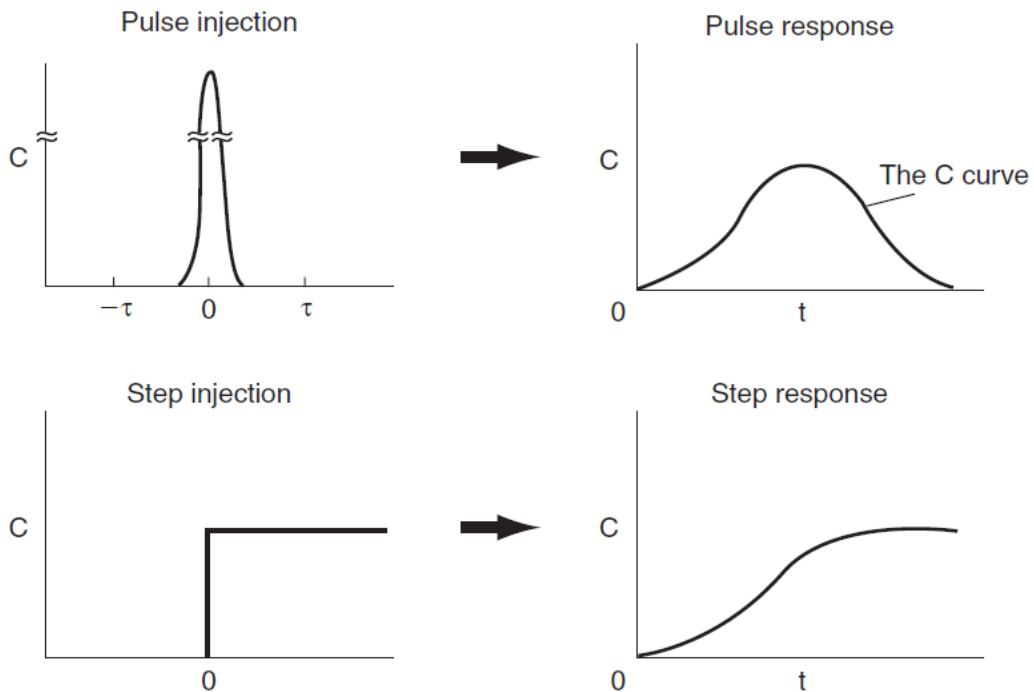 Pulse injection
C
−τ 0 τ
Pulse response
C
The C curve
0 t
Step injection
C
0
Step response
C
0 t